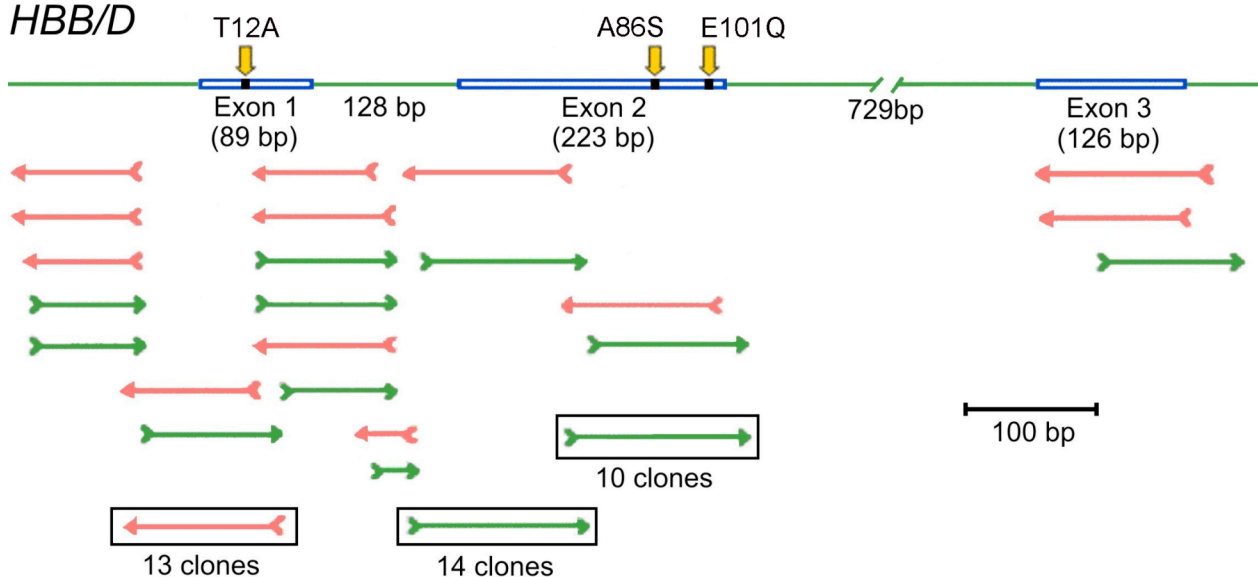 HBB/D
T12A
A86S
E101Q
Exon 1
(89 bp)
128 bp
Exon 2
(223 bp)
729bp
Exon 3
(126 bp)
100 bp
10 clones
13 clones
14 clones